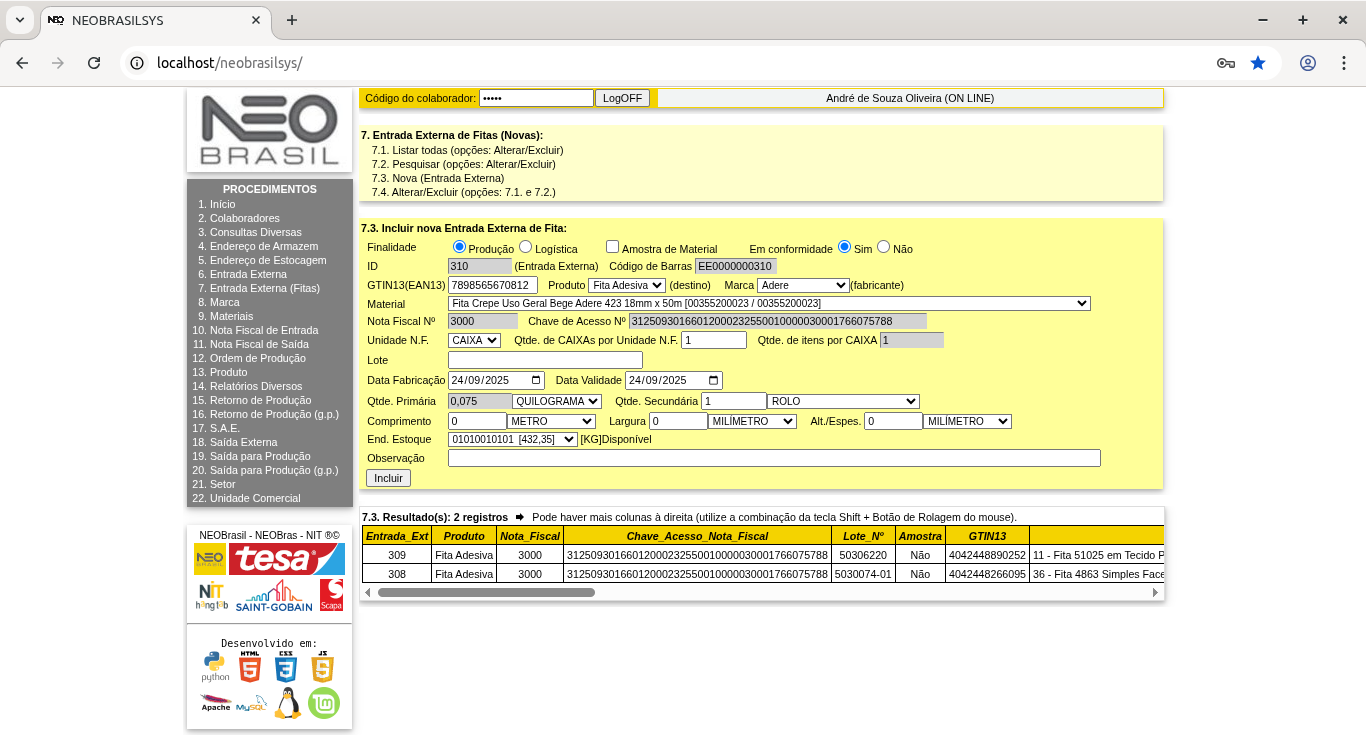 NEO NEOBRASILSYS
localhost/neobrasilsys/
NEO
BRASIL
Código do colaborador: ••••• LogOFF André de Souza Oliveira (ON LINE)
PROCEDIMENTOS
1. Início
2. Colaboradores
3. Consultas Diversas
4. Endereço de Armazem
5. Endereço de Estocagem
6. Entrada Externa
7. Entrada Externa (Fitas)
8. Marca
9. Materiais
10. Nota Fiscal de Entrada
11. Nota Fiscal de Saída
12. Ordem de Produção
13. Produto
14. Relatórios Diversos
15. Retorno de Produção
16. Retorno de Produção (g.p.)
17. S.A.E.
18. Saída Externa
19. Saída para Produção
20. Saída para Produção (g.p.)
21. Setor
22. Unidade Comercial
NEOBrasil - NEOBras - NIT ®©
NEO BRASIL tesa
NIT hangtab SAINT-GOBAIN Scapa
Desenvolvido em:
python HTML 5 CSS 3 JS 5
Apache MySQL
7. Entrada Externa de Fitas (Novas):
7.1. Listar todas (opções: Alterar/Excluir)
7.2. Pesquisar (opções: Alterar/Excluir)
7.3. Nova (Entrada Externa)
7.4. Alterar/Excluir (opções: 7.1. e 7.2.)
7.3. Incluir nova Entrada Externa de Fita:
Finalidade Produção Logística Amostra de Material Em conformidade Sim Não
ID 310 (Entrada Externa) Código de Barras EE0000000310
GTIN13(EAN13) 7898565670812 Produto Fita Adesiva (destino) Marca Adere (fabricante)
Material Fita Crepe Uso Geral Bege Adere 423 18mm x 50m [00355200023 / 00355200023]
Nota Fiscal Nº 3000 Chave de Acesso Nº 31250930166012000232550010000030001766075788
Unidade N.F. CAIXA Qtde. de CAIXAs por Unidade N.F. 1 Qtde. de itens por CAIXA 1
Lote
Data Fabricação 24/09/2025 Data Validade 24/09/2025
Qtde. Primária 0,075 QUILOGRAMA Qtde. Secundária 1 ROLO
Comprimento 0 METRO Largura 0 MILÍMETRO Alt./Espes. 0 MILÍMETRO
End. Estoque 01010010101 [432,35] [KG]Disponível
Observação
Incluir
7.3. Resultado(s): 2 registros ➡ Pode haver mais colunas à direita (utilize a combinação da tecla Shift + Botão de Rolagem do mouse).
Entrada_Ext Produto Nota_Fiscal Chave_Acesso_Nota_Fiscal Lote_Nº Amostra GTIN13
309 Fita Adesiva 3000 31250930166012000232550010000030001766075788 50306220 Não 4042448890252 11 - Fita 51025 em Tecido P
308 Fita Adesiva 3000 31250930166012000232550010000030001766075788 5030074-01 Não 4042448266095 36 - Fita 4863 Simples Face